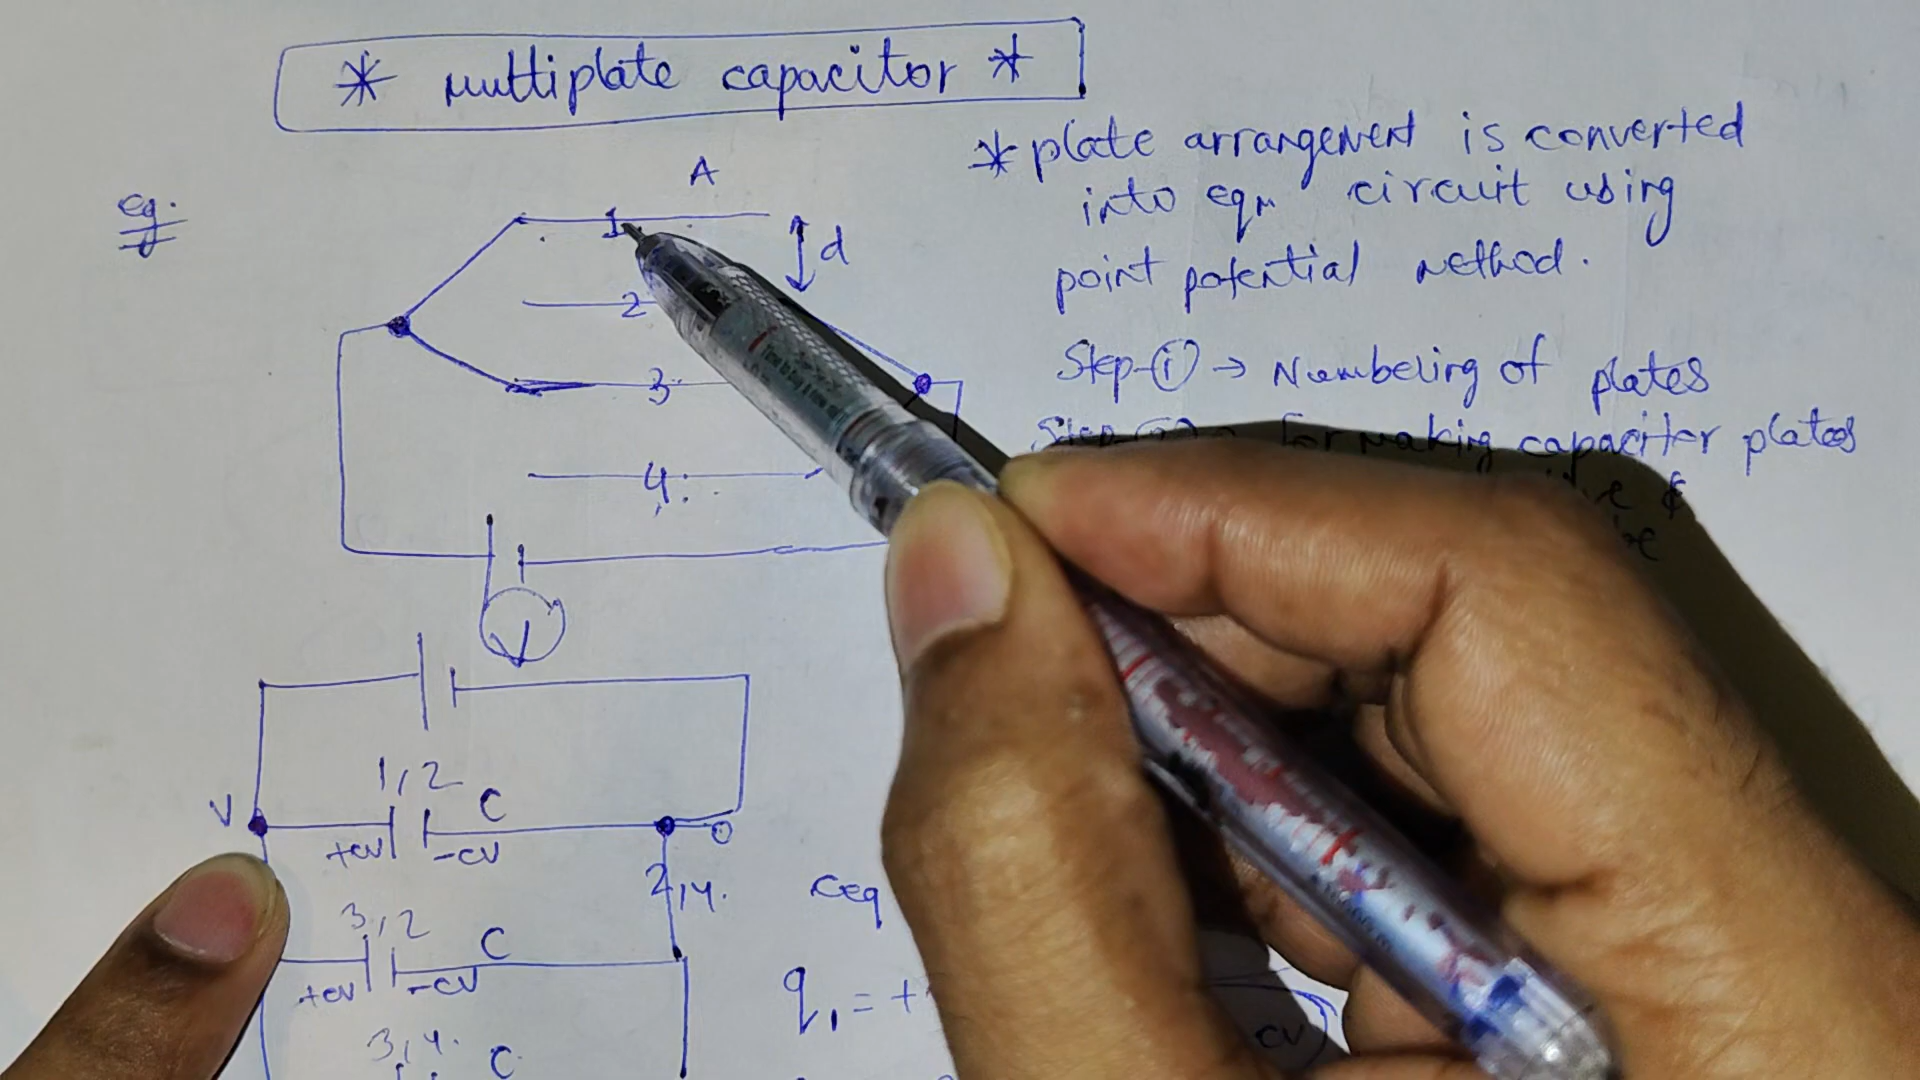 * multiplate capacitor *
eg.
A
1
d
2
3
4
V
* plate arrangement is converted
into eqn circuit using
point potential method.
Step-(i) → Numbering of plates
for making capacitor plates
&
1,2
V
C
0
+cv
-cv
2,4.
3,2
C
+cv
-cv
3,4.
C
Ceq
q1 = +
cv)